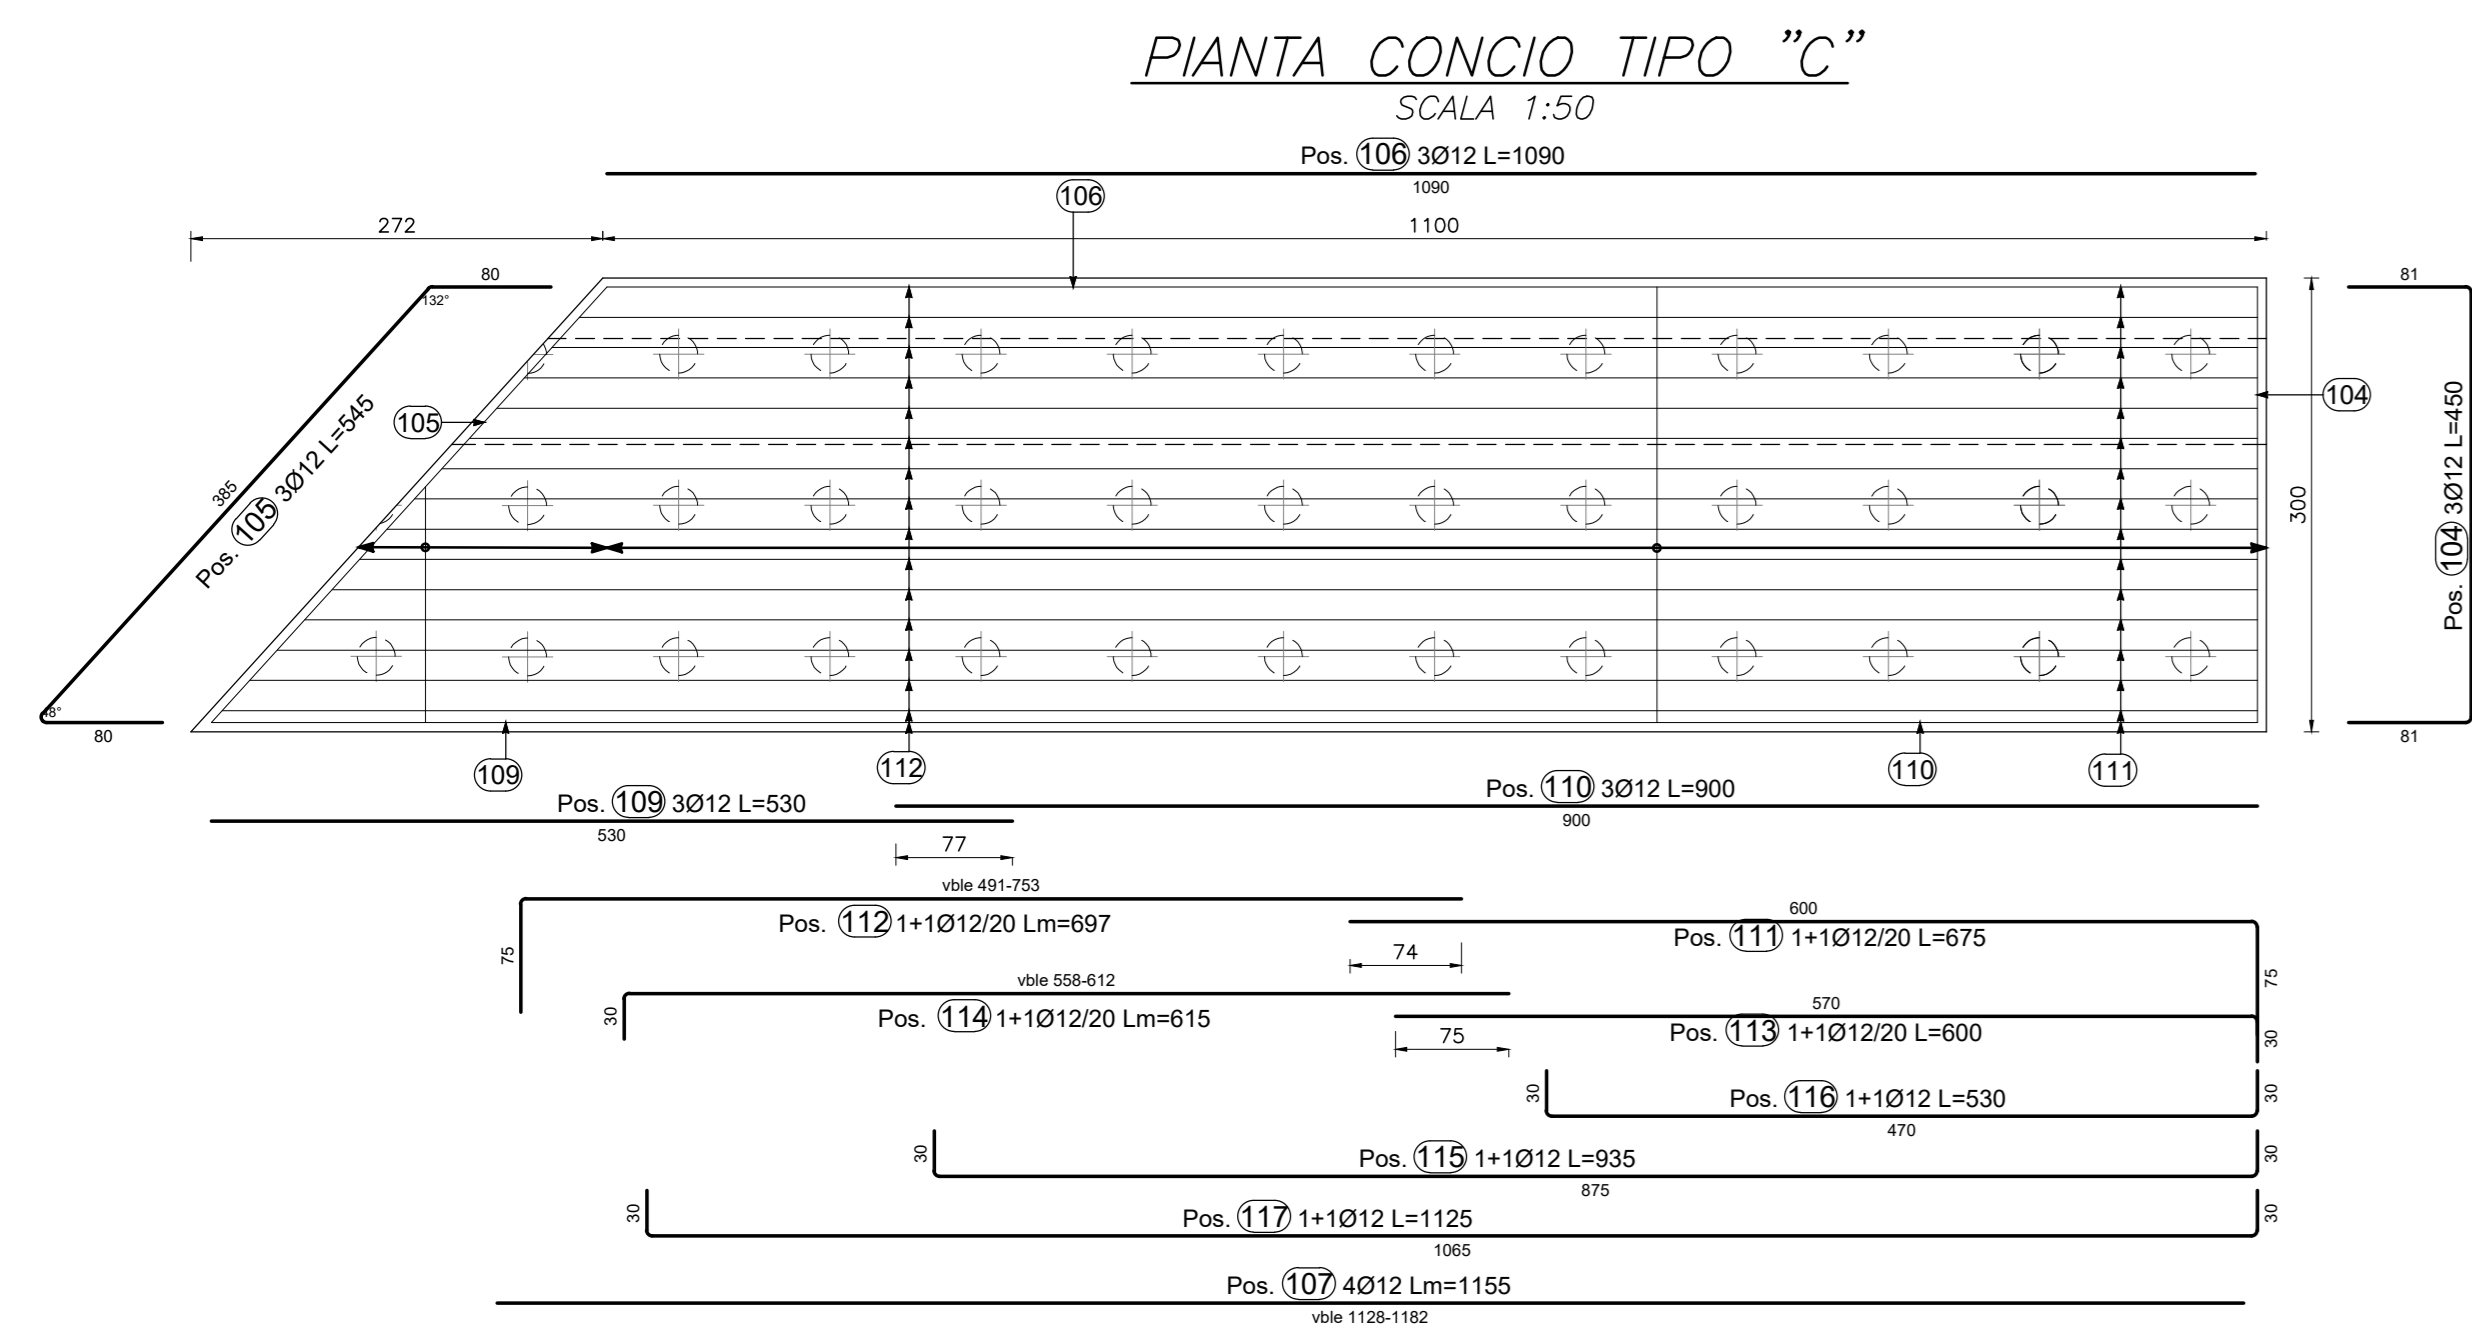 PIANTA CONCIO TIPO "C"
SCALA 1:50
Pos. 106 3Ø12 L=1090
1090
106
272
1100
80
132°
81
105
104
385
Pos. 105 3Ø12 L=545
300
Pos. 104 3Ø12 L=450
48°
80
81
109
112
110
111
Pos. 109 3Ø12 L=530
530
Pos. 110 3Ø12 L=900
900
77
vble 491-753
Pos. 112 1+1Ø12/20 Lm=697
75
600
Pos. 111 1+1Ø12/20 L=675
74
75
vble 558-612
30
Pos. 114 1+1Ø12/20 Lm=615
570
Pos. 113 1+1Ø12/20 L=600
75
30
30
Pos. 116 1+1Ø12 L=530
30
470
30
Pos. 115 1+1Ø12 L=935
30
875
30
Pos. 117 1+1Ø12 L=1125
30
1065
Pos. 107 4Ø12 Lm=1155
vble 1128-1182